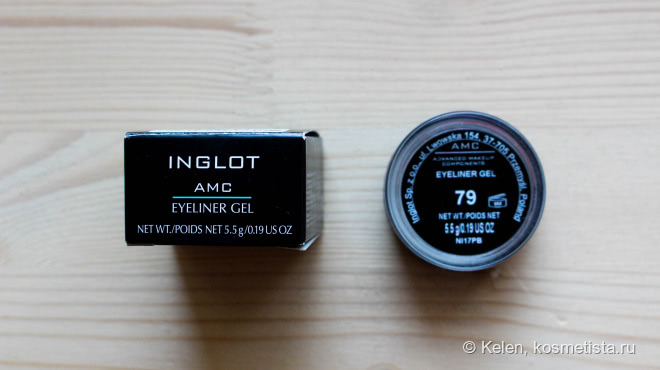 INGLOT
AMC
EYELINER GEL
NET WT./POIDS NET 5.5 g/0.19 US OZ
Inglot Sp. z o.o., ul. Lwowska 154, 37-705 Przemyśl, Poland
AMC
ADVANCED MAKEUP
COMPONENTS
EYELINER GEL
79
NET WT./POIDS NET
5.5 g/0.19 US OZ
NI17PB
© Kelen, kosmetista.ru